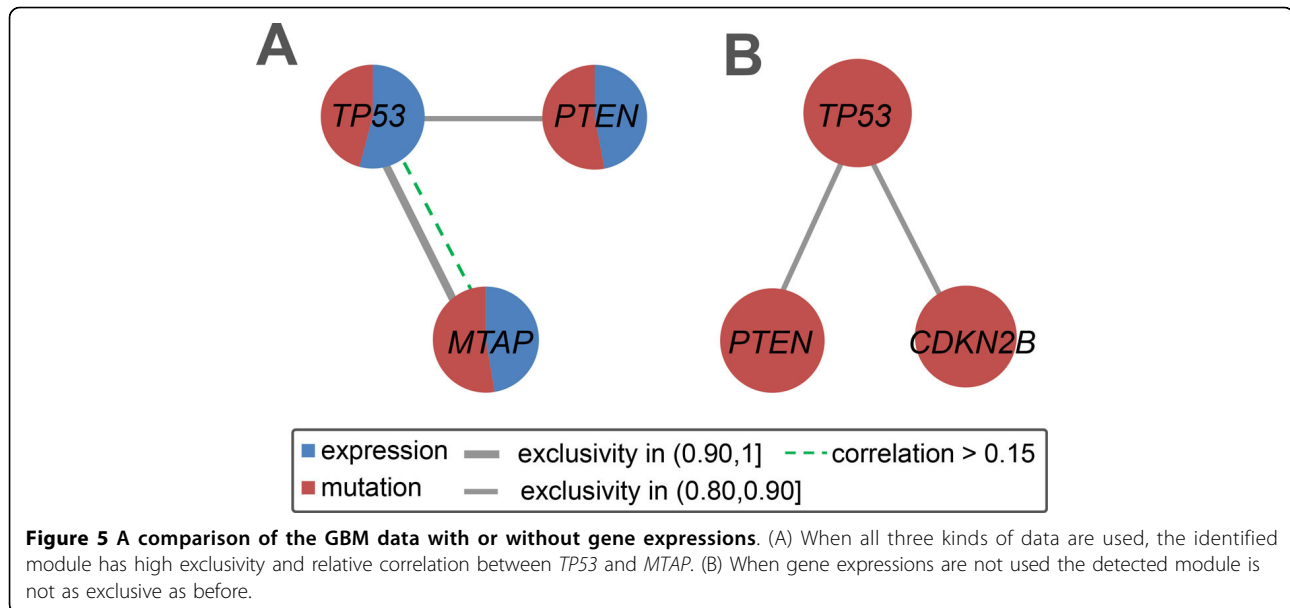 A
B
TP53
PTEN
TP53
MTAP
PTEN
CDKN2B
expression
exclusivity in (0.90,1]
correlation > 0.15
mutation
exclusivity in (0.80,0.90]
Figure 5 A comparison of the GBM data with or without gene expressions. (A) When all three kinds of data are used, the identified
module has high exclusivity and relative correlation between TP53 and MTAP. (B) When gene expressions are not used the detected module is
not as exclusive as before.